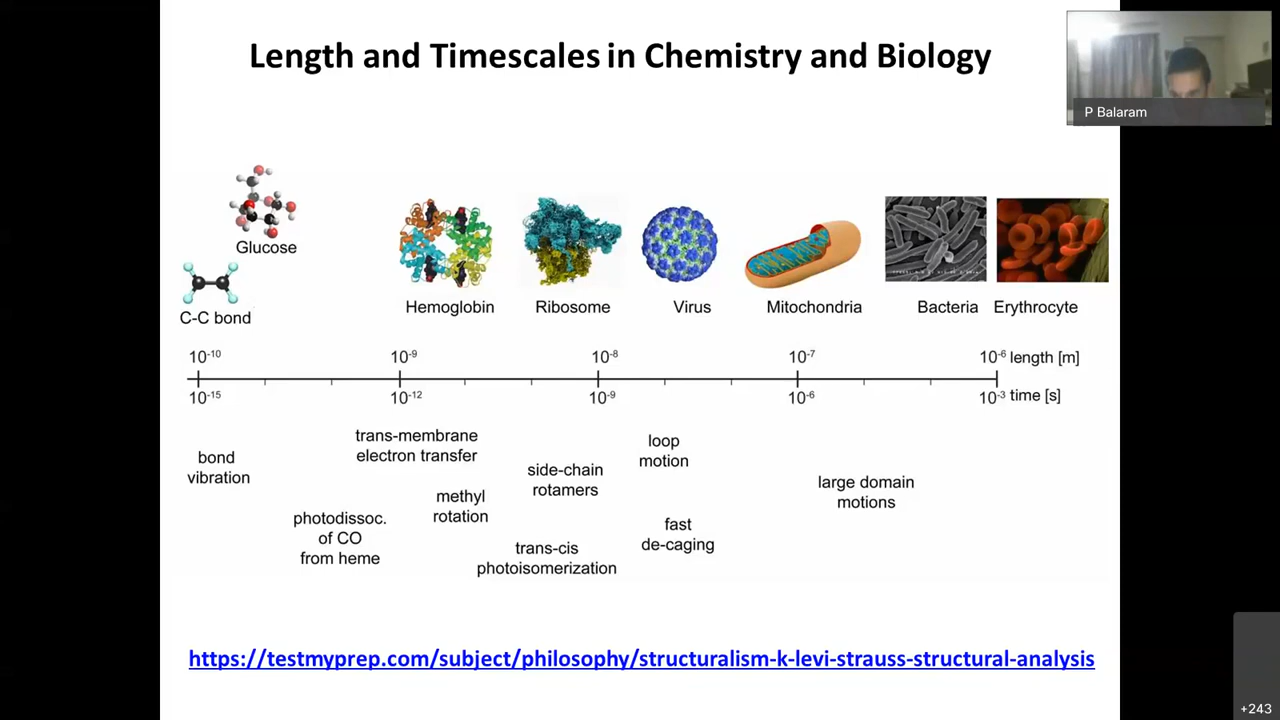 Length and Timescales in Chemistry and Biology
P Balaram
Glucose
C-C bond
Hemoglobin
Ribosome
Virus
Mitochondria
Bacteria
Erythrocyte
10⁻¹⁰ 10⁻⁹ 10⁻⁸ 10⁻⁷ 10⁻⁶ length [m]
10⁻¹⁵ 10⁻¹² 10⁻⁹ 10⁻⁶ 10⁻³ time [s]
bond
vibration
trans-membrane
electron transfer
photodissoc.
of CO
from heme
methyl
rotation
side-chain
rotamers
trans-cis
photoisomerization
loop
motion
fast
de-caging
large domain
motions
https://testmyprep.com/subject/philosophy/structuralism-k-levi-strauss-structural-analysis
+243